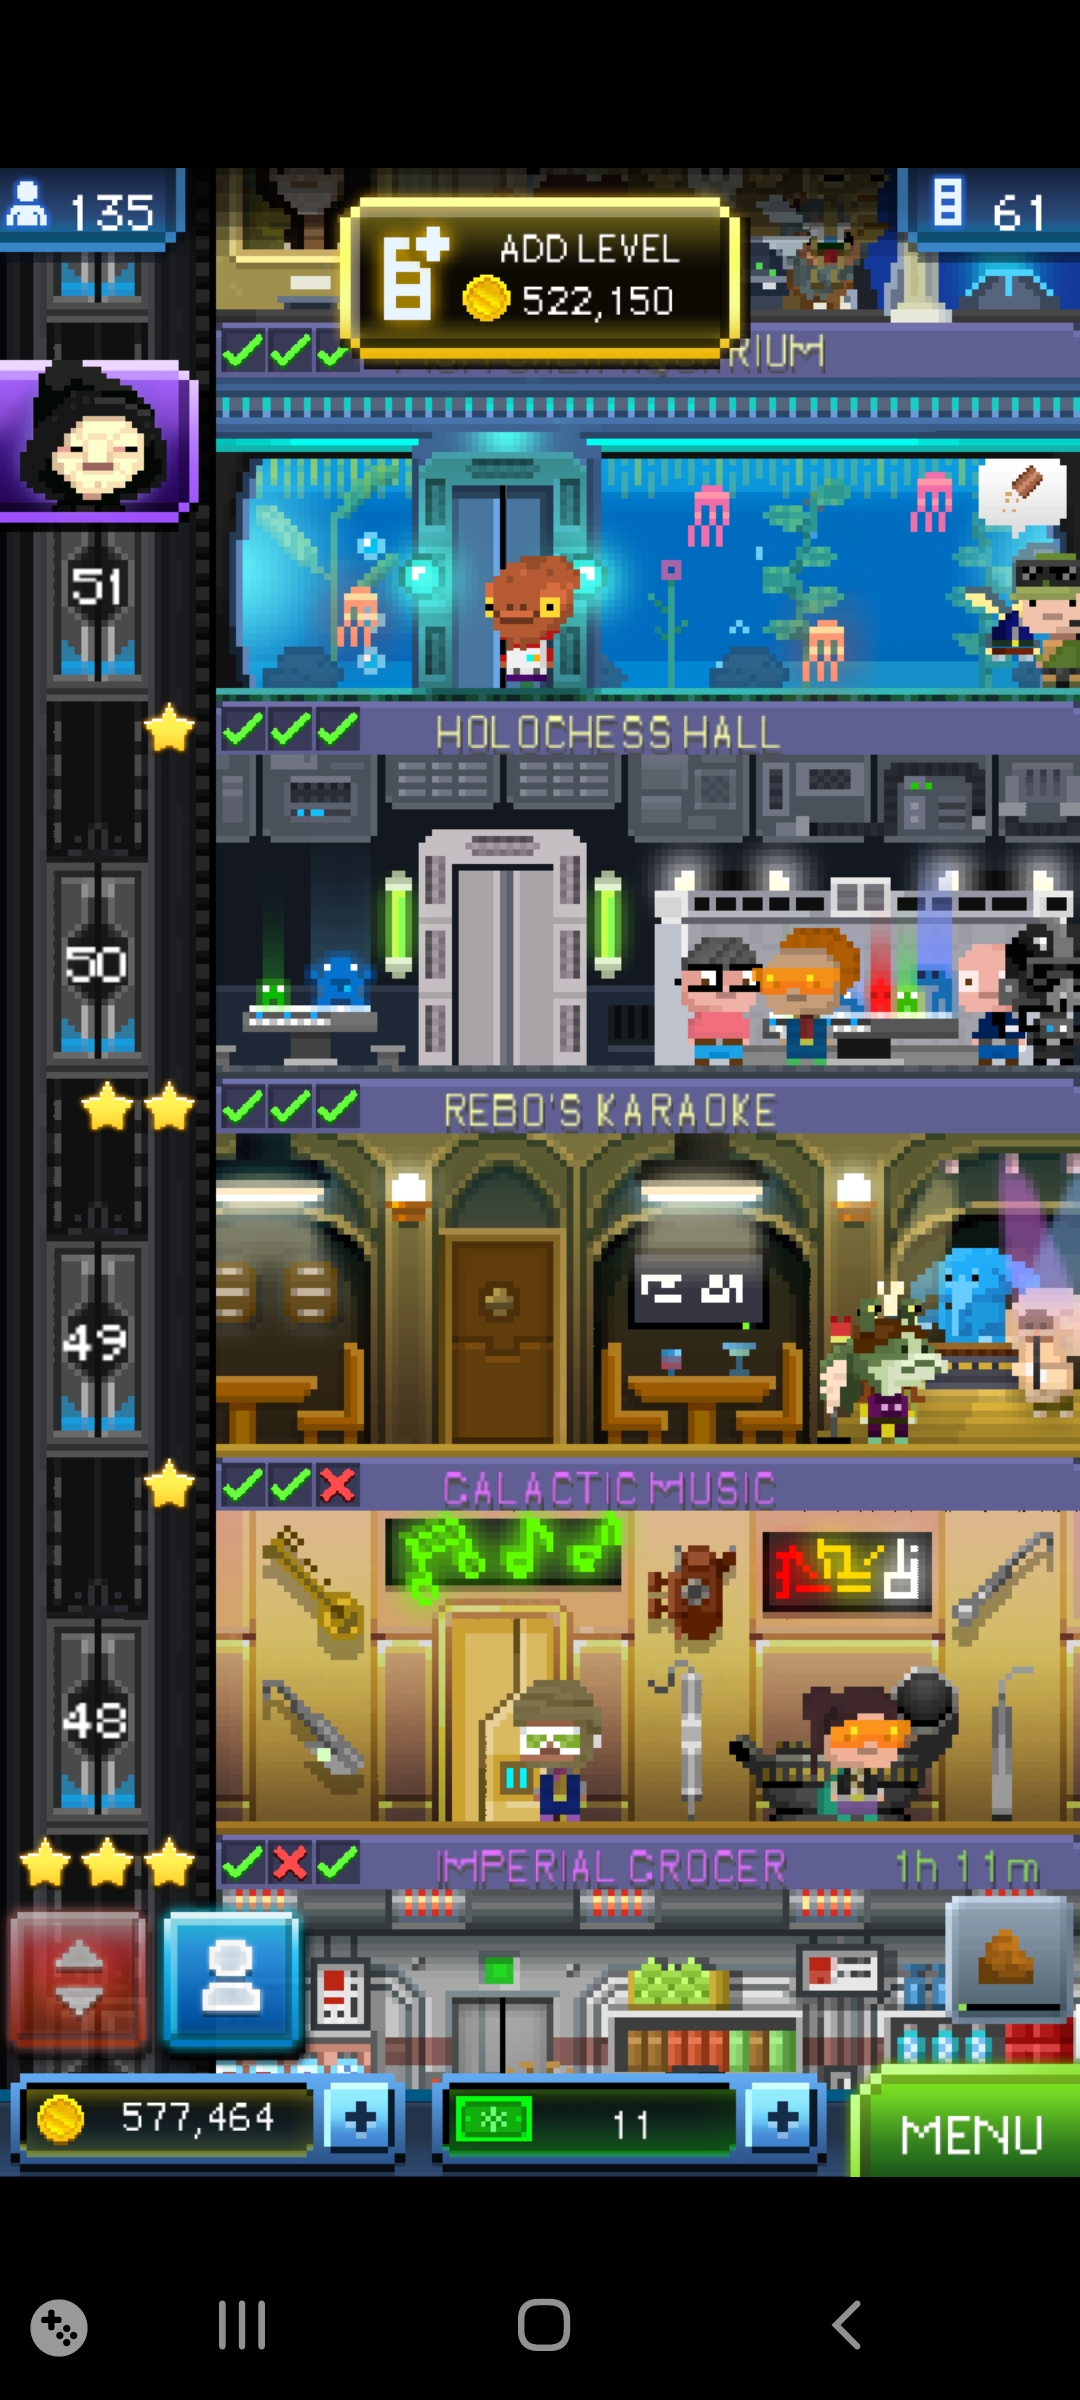 135
61
ADD LEVEL
522,150
51
HOLOCHESS HALL
50
REBO'S KARAOKE
49
GALACTIC MUSIC
48
IMPERIAL GROCER 1h 11m
577,464
11
MENU